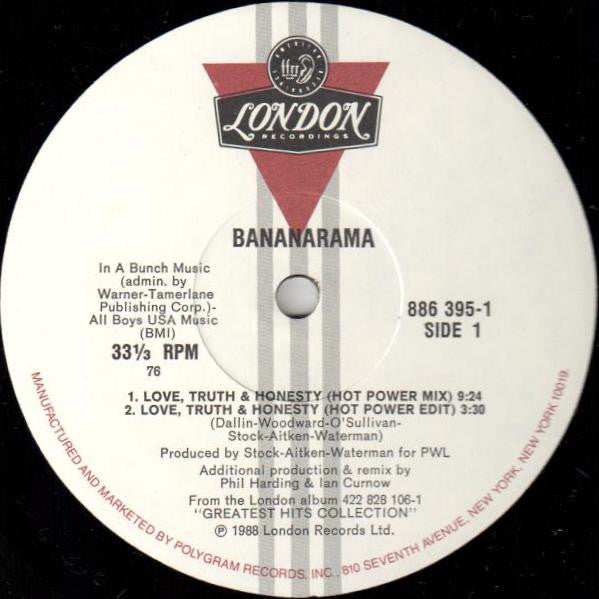 ffrr
LONDON
RECORDINGS
BANANARAMA
In A Bunch Music
(admin. by
Warner-Tamerlane
Publishing Corp.)-
All Boys USA Music
(BMI)
33⅓ RPM
76
886 395-1
SIDE 1
1. LOVE, TRUTH & HONESTY (HOT POWER MIX) 9:24
2. LOVE, TRUTH & HONESTY (HOT POWER EDIT) 3:30
(Dallin-Woodward-O'Sullivan-
Stock-Aitken-Waterman)
Produced by Stock-Aitken-Waterman for PWL
Additional production & remix by
Phil Harding & Ian Curnow
From the London album 422 828 106-1
"GREATEST HITS COLLECTION"
℗ 1988 London Records Ltd.
MANUFACTURED AND MARKETED BY POLYGRAM RECORDS, INC., 810 SEVENTH AVENUE, NEW YORK, NEW YORK 10019.